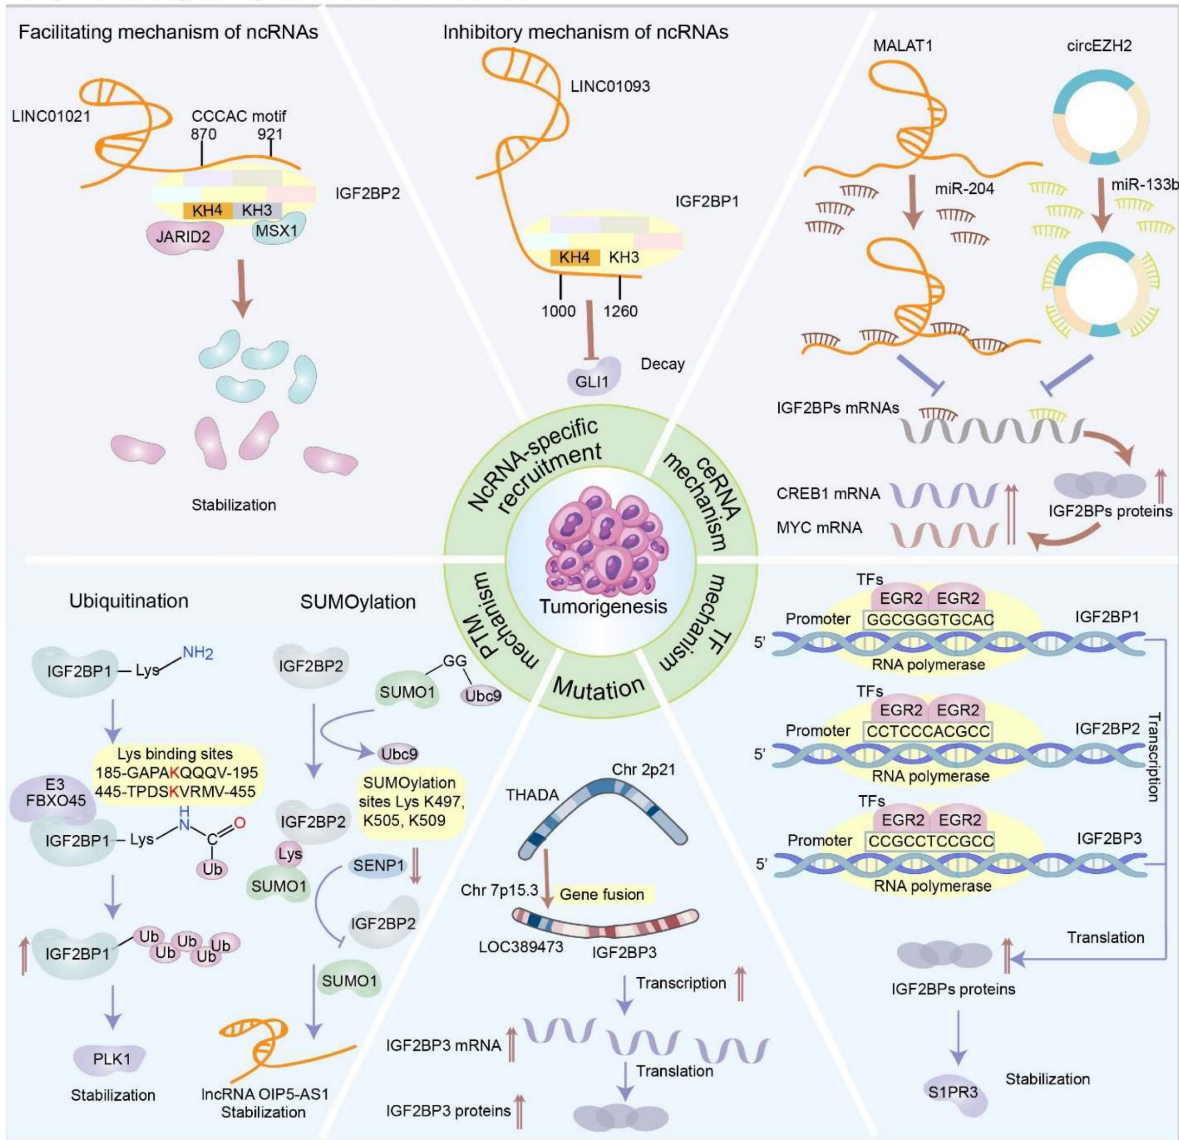 Facilitating mechanism of ncRNAs
LINC01021
CCCAC motif
870
921
IGF2BP2
KH4
KH3
JARID2
MSX1
Stabilization
Inhibitory mechanism of ncRNAs
LINC01093
IGF2BP1
KH4
KH3
1000
1260
GLI1
Decay
MALAT1
circEZH2
miR-204
miR-133b
IGF2BPs mRNAs
CREB1 mRNA
MYC mRNA
IGF2BPs proteins
NcRNA-specific
recruitment
ceRNA
mechanism
PTM
mechanism
TF
mechanism
Mutation
Tumorigenesis
Ubiquitination
IGF2BP1
Lys
NH2
Lys binding sites
185-GAPAKQQQV-195
445-TPDSKVRMV-455
E3
FBXO45
IGF2BP1
Lys
N
H
C
O
Ub
IGF2BP1
Ub
Ub
Ub
Ub
Ub
PLK1
Stabilization
SUMOylation
IGF2BP2
SUMO1
GG
Ubc9
Ubc9
SUMOylation
sites Lys K497,
K505, K509
IGF2BP2
Lys
SUMO1
SENP1
IGF2BP2
SUMO1
lncRNA OIP5-AS1
Stabilization
THADA
Chr 2p21
Chr 7p15.3
Gene fusion
LOC389473
IGF2BP3
Transcription
IGF2BP3 mRNA
Translation
IGF2BP3 proteins
TFs
EGR2
EGR2
Promoter
GGCGGGTGCAC
IGF2BP1
5'
RNA polymerase
TFs
EGR2
EGR2
Promoter
CCTCCCACGCC
IGF2BP2
5'
RNA polymerase
TFs
EGR2
EGR2
Promoter
CCGCCTCCGCC
IGF2BP3
5'
RNA polymerase
Transcription
Translation
IGF2BPs proteins
S1PR3
Stabilization